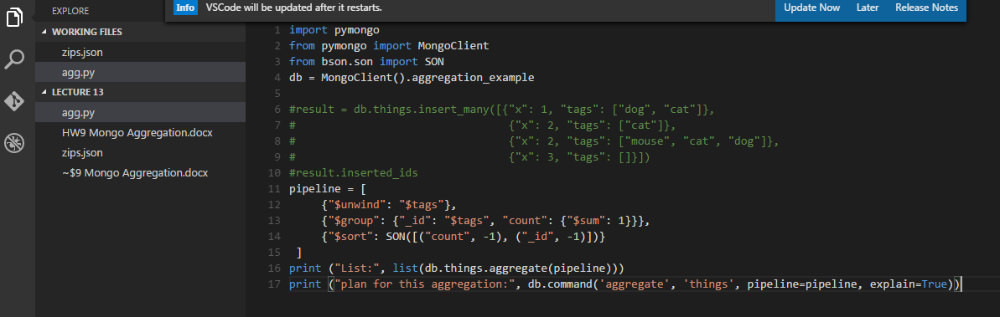 EXPLORE
Info VSCode will be updated after it restarts. Update Now Later Release Notes
WORKING FILES
zips.json
agg.py
LECTURE 13
agg.py
HW9 Mongo Aggregation.docx
zips.json
~$9 Mongo Aggregation.docx
1 import pymongo
2 from pymongo import MongoClient
3 from bson.son import SON
4 db = MongoClient().aggregation_example
5
6 #result = db.things.insert_many([{"x": 1, "tags": ["dog", "cat"]},
7 #                                  {"x": 2, "tags": ["cat"]},
8 #                                  {"x": 2, "tags": ["mouse", "cat", "dog"]},
9 #                                  {"x": 3, "tags": []}])
10 #result.inserted_ids
11 pipeline = [
12      {"$unwind": "$tags"},
13      {"$group": {"_id": "$tags", "count": {"$sum": 1}}},
14      {"$sort": SON([("count", -1), ("_id", -1)])}
15  ]
16 print ("List:", list(db.things.aggregate(pipeline)))
17 print ("plan for this aggregation:", db.command('aggregate', 'things', pipeline=pipeline, explain=True))